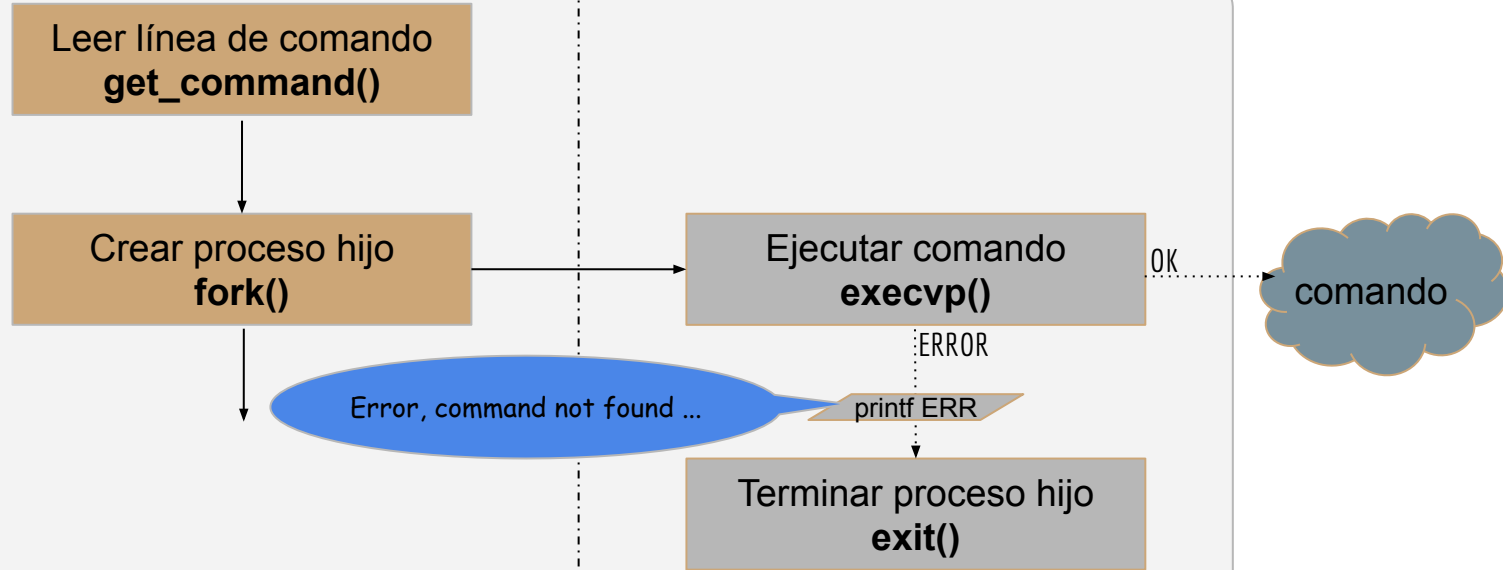 Leer línea de comando
get_command()
Crear proceso hijo
fork()
Ejecutar comando
execvp()
OK
comando
ERROR
Error, command not found ...
printf ERR
Terminar proceso hijo
exit()